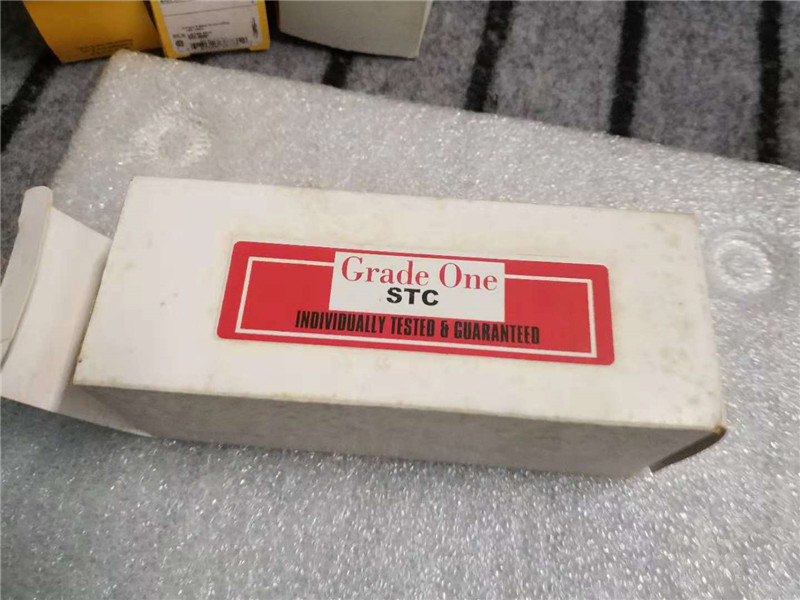 Grade One
STC
INDIVIDUALLY TESTED & GUARANTEED